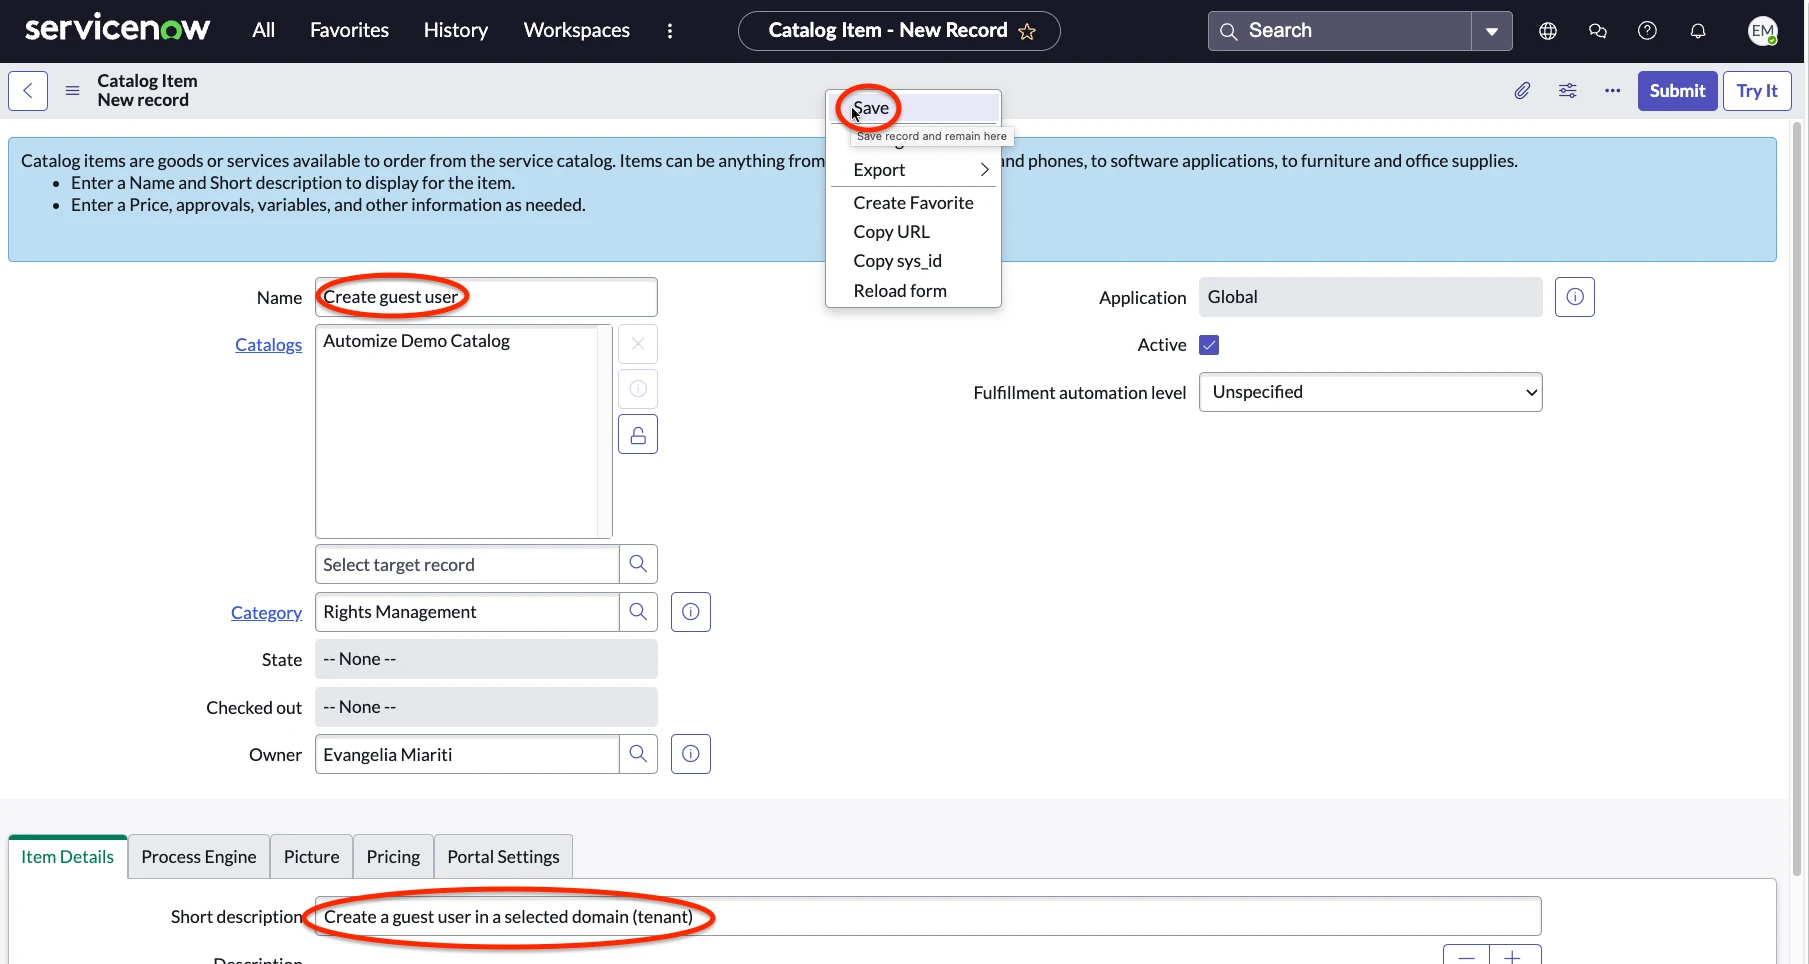 servicenow All Favorites History Workspaces Catalog Item - New Record Search EM
Catalog Item
New record
Submit Try It
Save
Save record and remain here
Catalog items are goods or services available to order from the service catalog. Items can be anything from and phones, to software applications, to furniture and office supplies.
Enter a Name and Short description to display for the item.
Enter a Price, approvals, variables, and other information as needed.
Export
Create Favorite
Copy URL
Copy sys_id
Reload form
Name Create guest user
Application Global
Catalogs Automize Demo Catalog
Active
Fulfillment automation level Unspecified
Select target record
Category Rights Management
State -- None --
Checked out -- None --
Owner Evangelia Miariti
Item Details Process Engine Picture Pricing Portal Settings
Short description Create a guest user in a selected domain (tenant)
Description